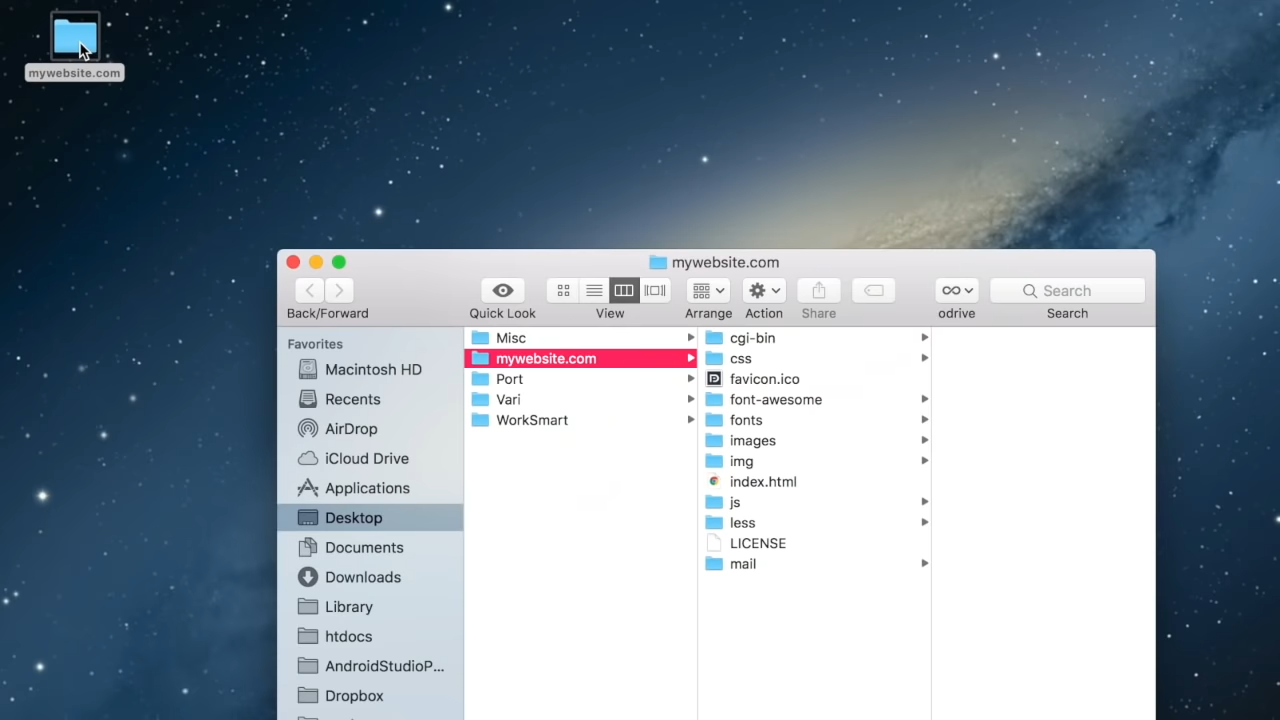 mywebsite.com
mywebsite.com
Back/Forward
Quick Look
View
Arrange
Action
Share
odrive
Search
Search
Favorites
Macintosh HD
Recents
AirDrop
iCloud Drive
Applications
Desktop
Documents
Downloads
Library
htdocs
AndroidStudioP...
Dropbox
Misc
mywebsite.com
Port
Vari
WorkSmart
cgi-bin
css
favicon.ico
font-awesome
fonts
images
img
index.html
js
less
LICENSE
mail